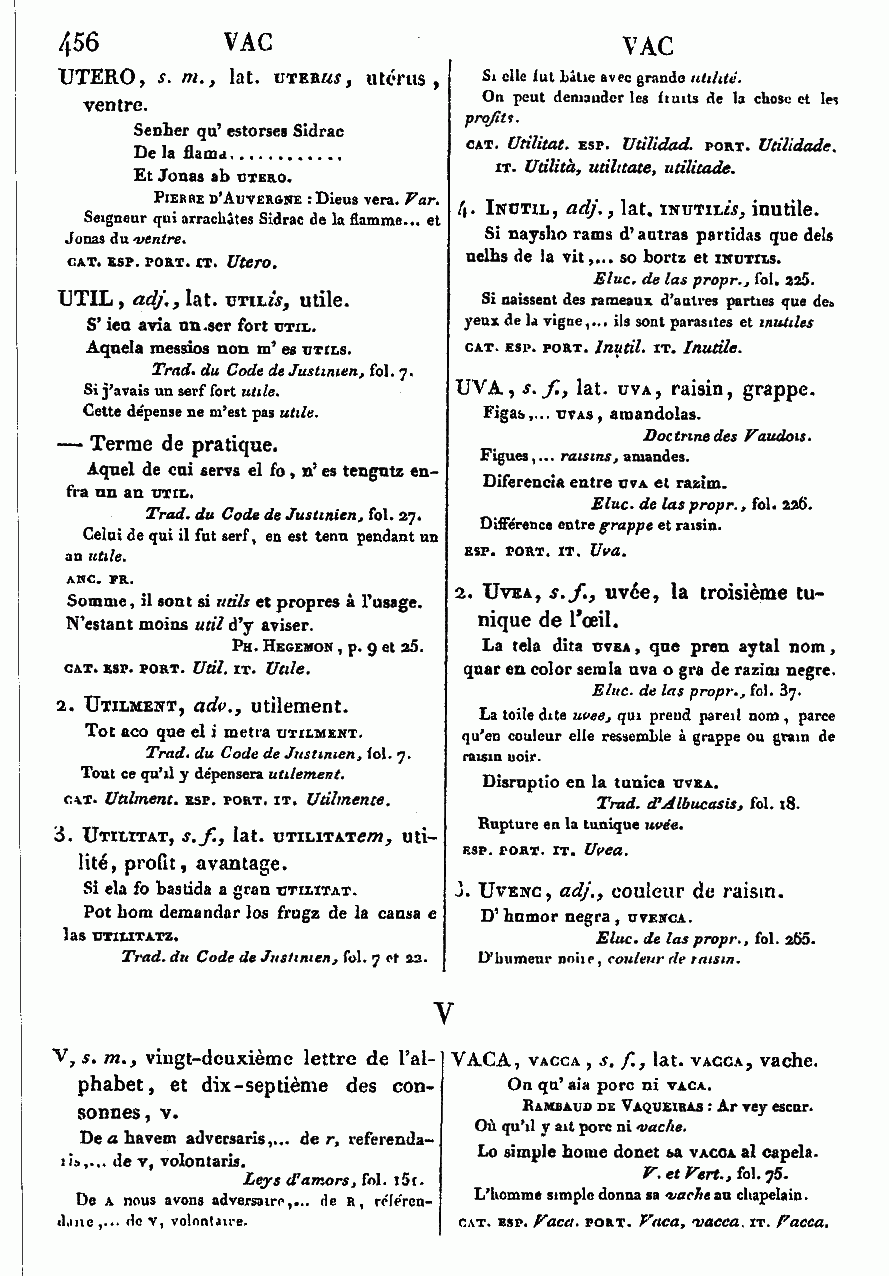 456 VAC VAC
UTERO, s. m., lat. UTERUS, utérus,
ventre.
Senher qu' estorses Sidrac
De la flama............
Et Jonas ab UTERO.
PIERRE D'AUVERGNE : Dieus vera. Var.
Seigneur qui arrachâtes Sidrac de la flamme... et
Jonas du ventre.
CAT. ESP. PORT. IT. Utero.
UTIL, adj., lat. UTILis, utile.
S' ieu avia un ser fort UTIL.
Aquela messios non m' es UTILS.
Trad. du Code de Justinien, fol. 7.
Si j'avais un serf fort utile.
Cette dépense ne m'est pas utile.
— Terme de pratique.
Aquel de cui servs el fo, n' es tengutz en-
fra un an UTIL.
Trad. du Code de Justinien, fol. 27.
Celui de qui il fut serf, en est tenu pendant un
an utile.
ANC. FR.
Somme, il sont si utils et propres à l'usage.
N'estant moins util d'y aviser.
PH. HEGEMON, p. 9 et 25.
CAT. ESP. PORT. Util. IT. Utile.
2. UTILMENT, adv., utilement.
Tot aco que el i metra UTILMENT.
Trad. du Code de Justinien, fol. 7.
Tout ce qu'il y dépensera utilement.
CAT. Utilment. ESP. PORT. IT. Utilmente.
3. UTILITAT, s. f., lat. UTILITATem, uti-
lité, profit, avantage.
Si ela fo bastida a gran UTILITAT.
Pot hom demandar los frugz de la causa e
las UTILITATZ.
Trad. du Code de Justinien, fol. 7 et 22.
Si elle fut bâtie avec grande utilité.
On peut demander les fruits de la chose et les
profits.
CAT. Utilitat. ESP. Utilidad. PORT. Utilidade.
IT. Utilità, utilitate, utilitade.
4. INUTIL, adj., lat. INUTILis, inutile.
Si naysho rams d' autras partidas que dels
uelhs de la vit,... so bortz et INUTILS.
Eluc. de las propr., fol. 225.
Si naissent des rameaux d'autres parties que des
yeux de la vigne,... ils sont parasites et inutiles
CAT. ESP. PORT. Inutil. IT. Inutile.
UVA, s. f., lat. UVA, raisin, grappe.
Figas,... UVAS, amandolas.
Doctrine des Vaudois.
Figues,... raisins, amandes.
Diferencia entre UVA et razim.
Eluc. de las propr., fol. 226.
Différence entre grappe et raisin.
ESP. PORT. IT. Uva.
2. UVEA, s. f., uvée, la troisième tu-
nique de l'œil.
La tela dita UVEA, que pren aytal nom,
quar en color semla uva o gra de razim negre.
Eluc. de las propr., fol. 37.
La toile dite uvée, qui prend pareil nom, parce
qu'en couleur elle ressemble à grappe ou grain de
raisin noir.
Disruptio en la tunica UVEA.
Trad. d'Albucasis, fol. 18.
Rupture en la tunique uvée.
ESP. PORT. IT. Uvea.
3. UVENC, adj., couleur de raisin.
D' humor negra, UVENCA.
Eluc. de las propr., fol. 265.
D'humeur noire, couleur de raisin.
V
V, s. m., vingt-deuxième lettre de l'al-
phabet, et dix-septième des con-
sonnes, v.
De a havem adversaris,... de r, referenda-
ris,... de v, volontaris.
Leys d'amors, fol. 151.
De A nous avons adversaire,... de R, référen-
daire,... de V, volontaire.
VACA, VACCA, s. f., lat. VACCA, vache.
On qu' aia porc ni VACA.
RAMBAUD DE VAQUEIRAS : Ar vey escur.
Où qu'il y ait porc ni vache.
Lo simple home donet sa VACCA al capela.
V. et Vert., fol. 75.
L'homme simple donna sa vache au chapelain.
CAT. ESP. Vaca. PORT. Vaca, vacca. IT. Vacca.